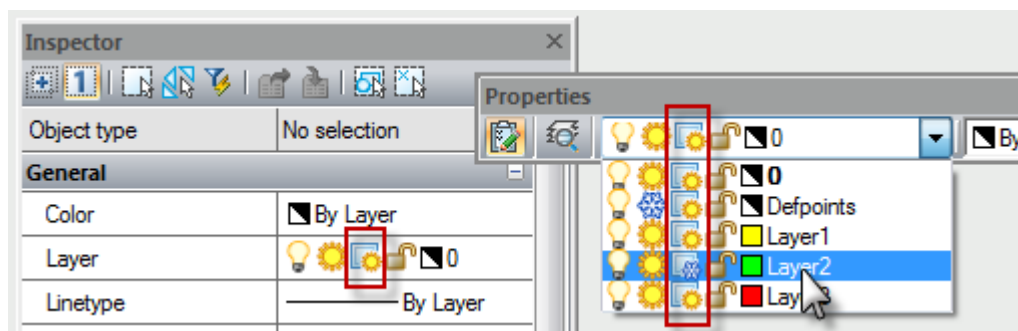 Inspector
1
Object type No selection
General
Color By Layer
Layer 0
Linetype By Layer
Properties
0 By
0
Defpoints
Layer1
Layer2